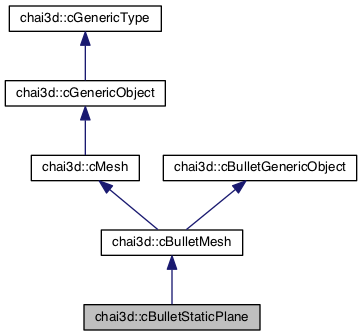 chai3d::cGenericType
chai3d::cGenericObject
chai3d::cMesh
chai3d::cBulletGenericObject
chai3d::cBulletMesh
chai3d::cBulletStaticPlane